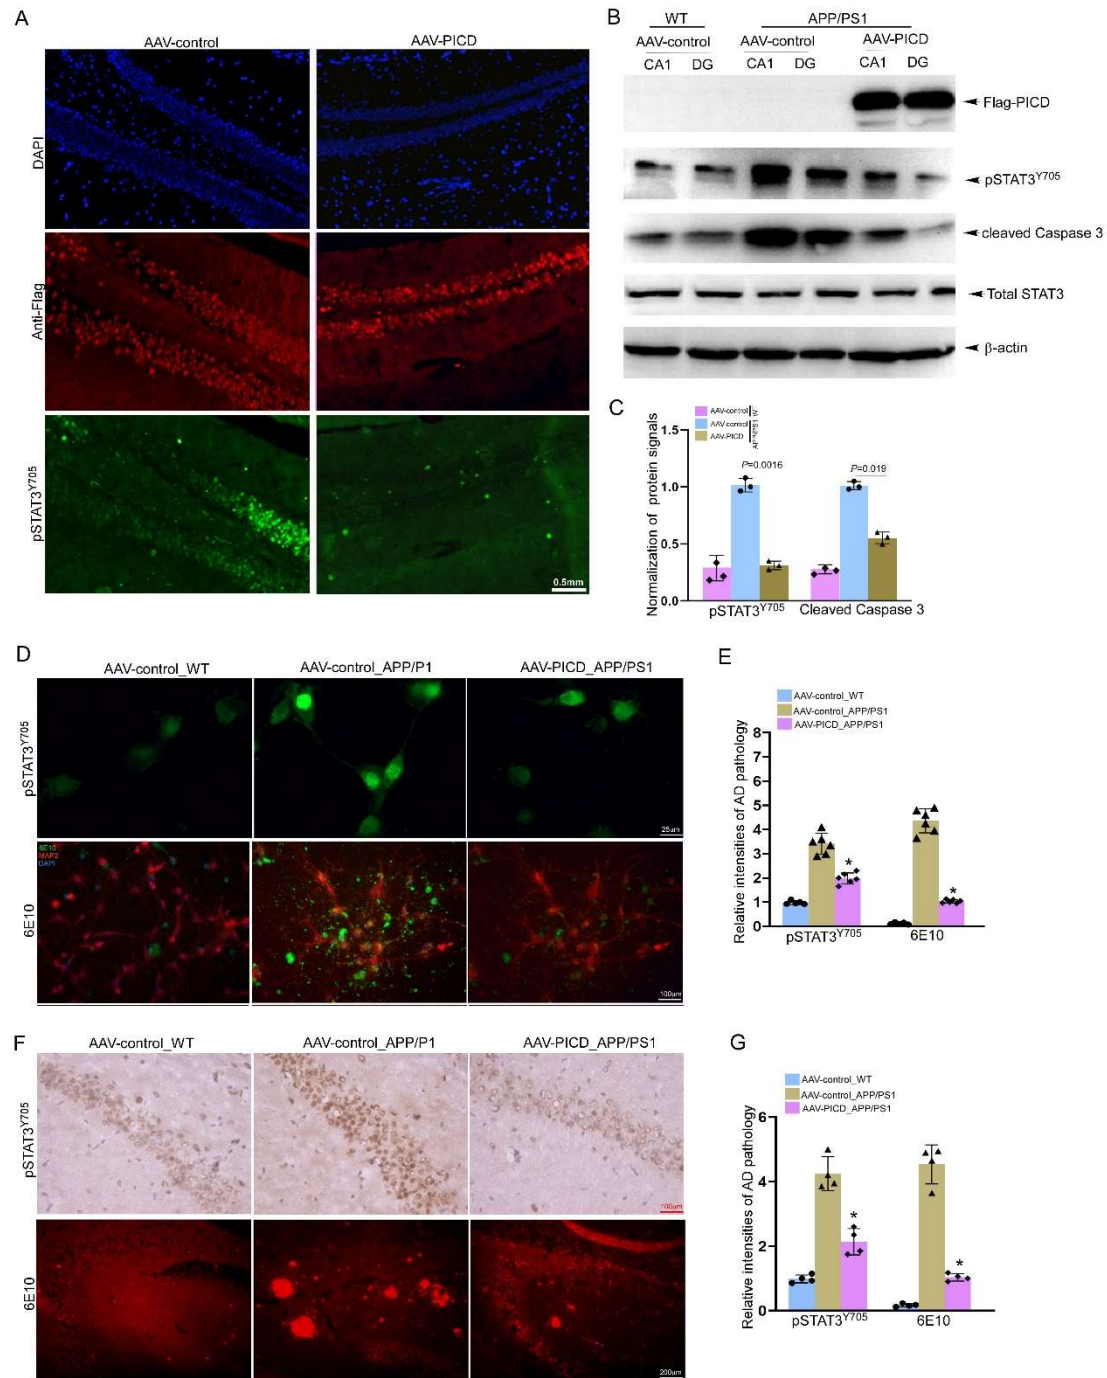 A
AAV-control
AAV-PICD
DAPI
Anti-Flag
pSTAT3Y705
0.5mm
B
WT
APP/PS1
AAV-control
AAV-control
AAV-PICD
CA1 DG CA1 DG CA1 DG
Flag-PICD
pSTAT3Y705
cleaved Caspase 3
Total STAT3
β-actin
C
AAV-control
AAV-control
AAV-PICD
Normalization of protein signals
1.5
1.0
0.5
0.0
P=0.0016
P=0.019
pSTAT3Y705
Cleaved Caspase 3
D
AAV-control_WT
AAV-control_APP/P1
AAV-PICD_APP/PS1
pSTAT3Y705
25μm
6E10
MAP2
DAPI
6E10
100μm
E
AAV-control_WT
AAV-control_APP/PS1
AAV-PICD_APP/PS1
Relative intensities of AD pathology
8
7
6
5
4
3
2
1
0
*
*
pSTAT3Y705
6E10
F
AAV-control_WT
AAV-control_APP/P1
AAV-PICD_APP/PS1
pSTAT3Y705
100μm
6E10
200μm
G
AAV-control_WT
AAV-control_APP/PS1
AAV-PICD_APP/PS1
Relative intensities of AD pathology
6
4
2
0
*
*
pSTAT3Y705
6E10